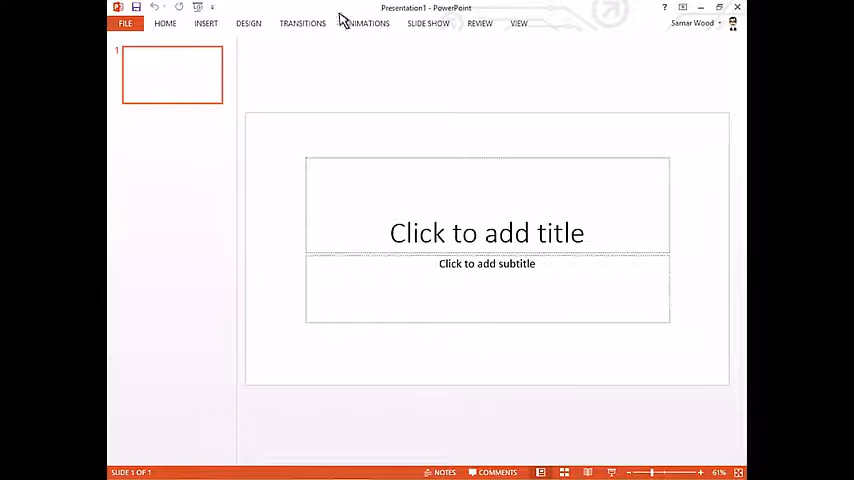 Presentation1 - PowerPoint
?
FILE HOME INSERT DESIGN TRANSITIONS ANIMATIONS SLIDE SHOW REVIEW VIEW Samar Wood
1
Click to add title
Click to add subtitle
SLIDE 1 OF 1 NOTES COMMENTS 61%